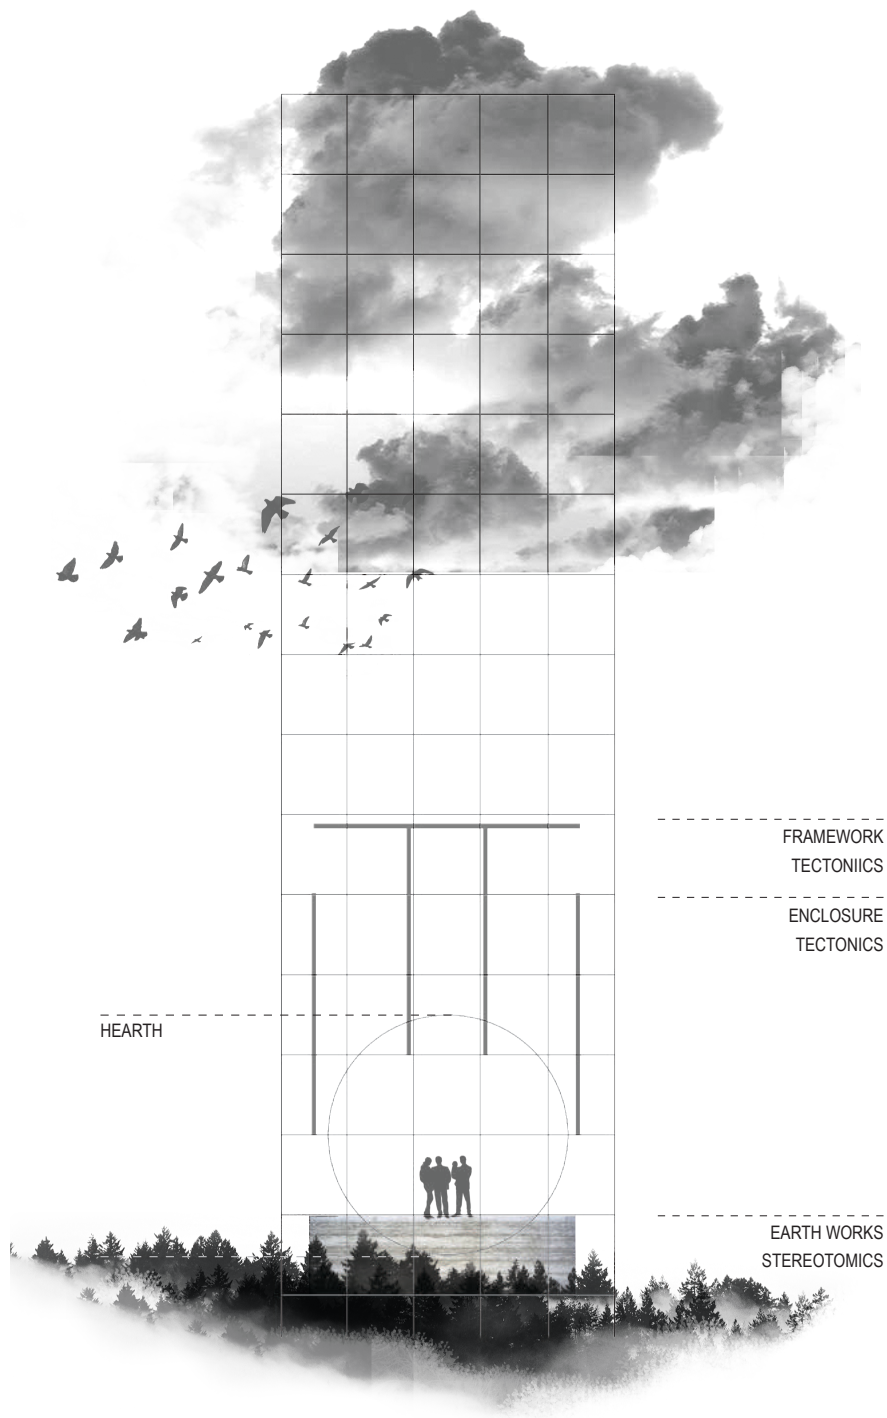 FRAMEWORK
TECTONIICS
ENCLOSURE
TECTONICS
HEARTH
EARTH WORKS
STEREOTOMICS